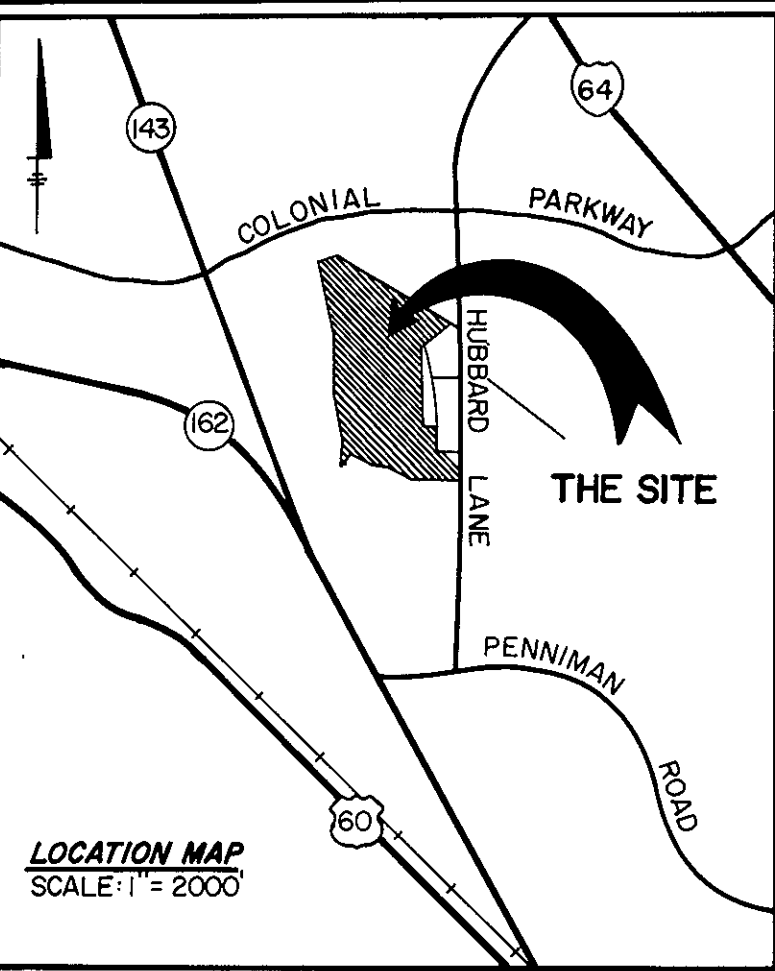 64
143
COLONIAL PARKWAY
HUBBARD LANE
162
THE SITE
PENNIMAN ROAD
60
LOCATION MAP
SCALE: 1" = 2000'